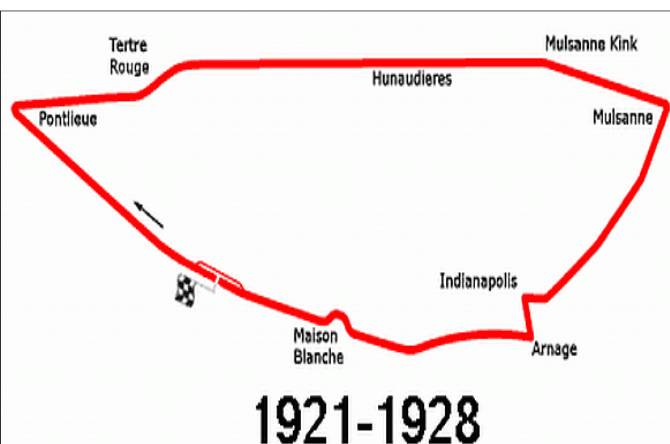 Tertre
Rouge
Mulsanne Kink
Hunaudieres
Pontlieue
Mulsanne
Indianapolis
Maison
Blanche
Arnage
1921-1928